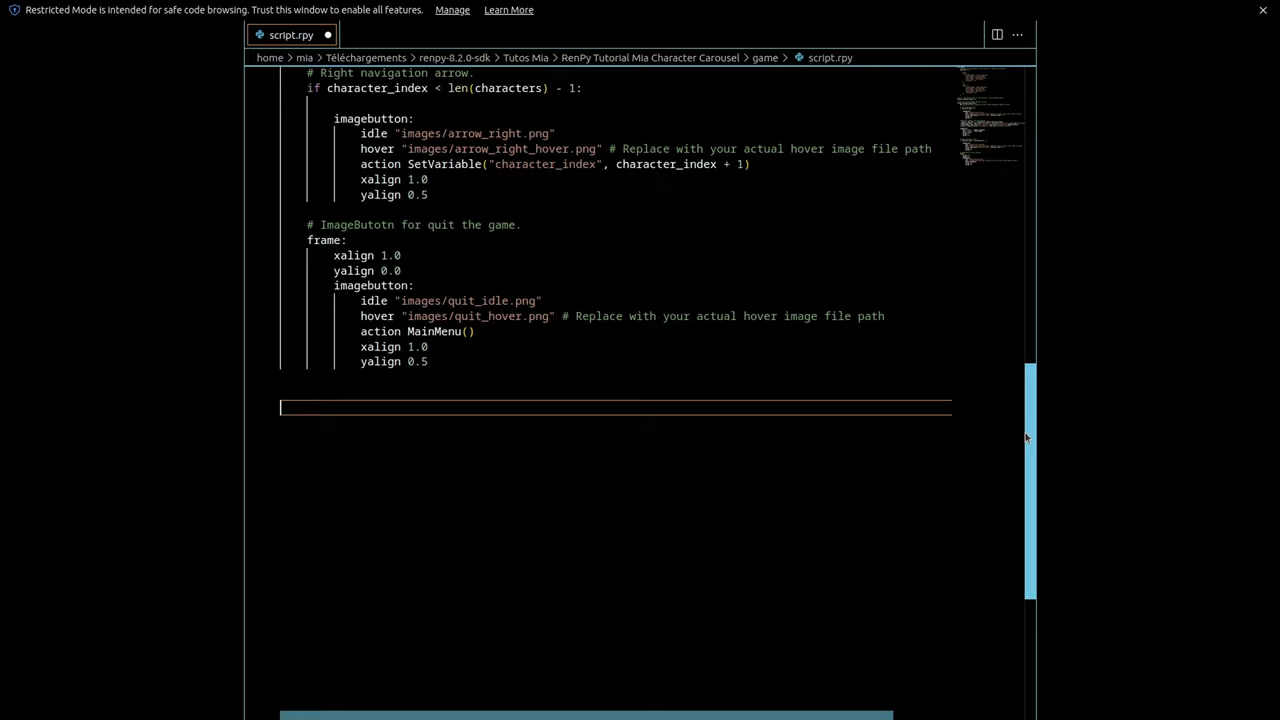 Restricted Mode is intended for safe code browsing. Trust this window to enable all features. Manage Learn More
script.rpy
home > mia > Téléchargements > renpy-8.2.0-sdk > Tutos Mia > RenPy Tutorial Mia Character Carousel > game > script.rpy
# Right navigation arrow.
if character_index < len(characters) - 1:
imagebutton:
idle "images/arrow_right.png"
hover "images/arrow_right_hover.png" # Replace with your actual hover image file path
action SetVariable("character_index", character_index + 1)
xalign 1.0
yalign 0.5
# ImageButotn for quit the game.
frame:
xalign 1.0
yalign 0.0
imagebutton:
idle "images/quit_idle.png"
hover "images/quit_hover.png" # Replace with your actual hover image file path
action MainMenu()
xalign 1.0
yalign 0.5